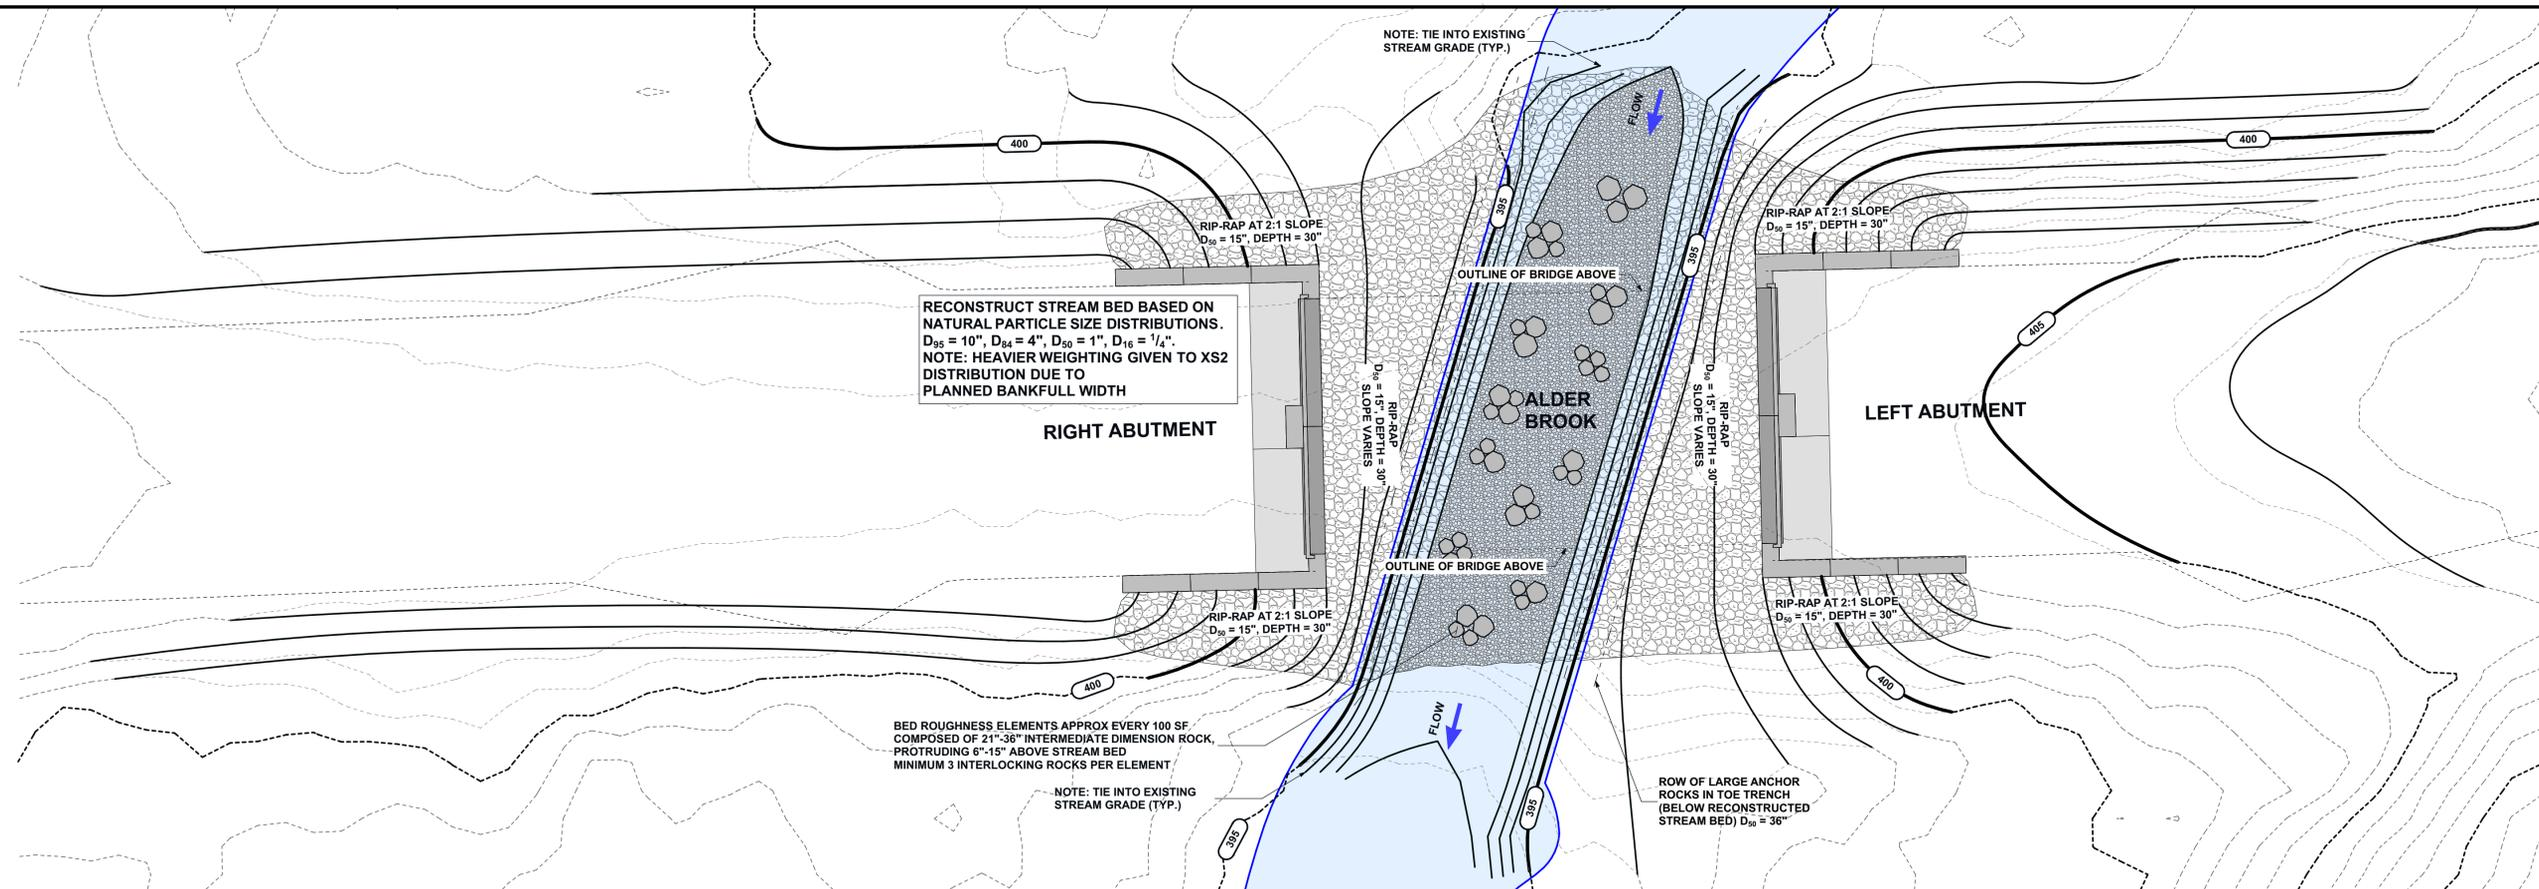 NOTE: TIE INTO EXISTING
STREAM GRADE (TYP.)
FLOW
400
400
395
395
RIP-RAP AT 2:1 SLOPE
D₅₀ = 15", DEPTH = 30"
RIP-RAP AT 2:1 SLOPE
D₅₀ = 15", DEPTH = 30"
OUTLINE OF BRIDGE ABOVE
RECONSTRUCT STREAM BED BASED ON
NATURAL PARTICLE SIZE DISTRIBUTIONS.
D₉₅ = 10", D₈₄ = 4", D₅₀ = 1", D₁₆ = 1/4".
NOTE: HEAVIER WEIGHTING GIVEN TO XS2
DISTRIBUTION DUE TO
PLANNED BANKFULL WIDTH
405
RIP-RAP
D₅₀ = 15", DEPTH = 30"
SLOPE VARIES
ALDER
BROOK
RIP-RAP
D₅₀ = 15", DEPTH = 30"
SLOPE VARIES
RIGHT ABUTMENT
LEFT ABUTMENT
OUTLINE OF BRIDGE ABOVE
RIP-RAP AT 2:1 SLOPE
D₅₀ = 15", DEPTH = 30"
RIP-RAP AT 2:1 SLOPE
D₅₀ = 15", DEPTH = 30"
400
400
FLOW
BED ROUGHNESS ELEMENTS APPROX EVERY 100 SF
COMPOSED OF 21"-36" INTERMEDIATE DIMENSION ROCK,
PROTRUDING 6"-15" ABOVE STREAM BED
MINIMUM 3 INTERLOCKING ROCKS PER ELEMENT
NOTE: TIE INTO EXISTING
STREAM GRADE (TYP.)
ROW OF LARGE ANCHOR
ROCKS IN TOE TRENCH
(BELOW RECONSTRUCTED
STREAM BED) D₅₀ = 36"
395
395